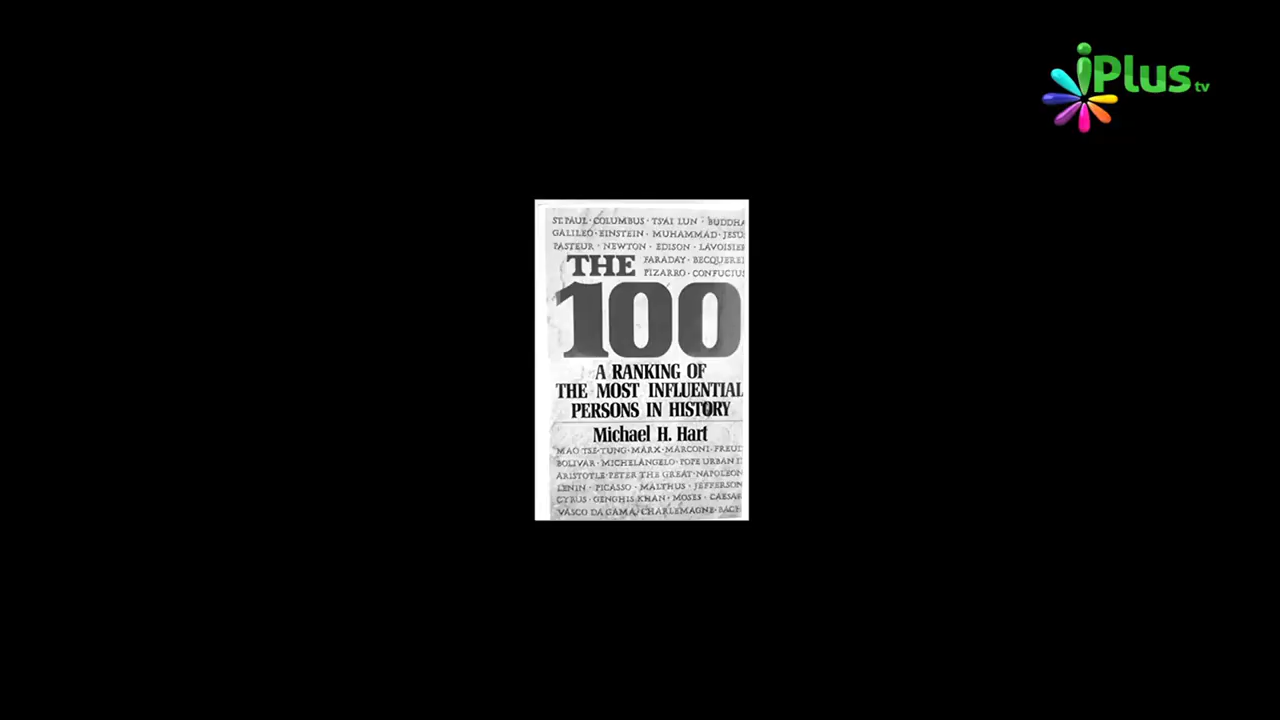 iPlus tv
ST. PAUL · COLUMBUS · TS'AI LUN · BUDDHA
GALILEO · EINSTEIN · MUHAMMAD · JESU
PASTEUR · NEWTON · EDISON · LAVOISIE
THE FARADAY · BECQUERE
PIZARRO · CONFUCIUS
100
A RANKING OF
THE MOST INFLUENTIAL
PERSONS IN HISTORY
Michael H. Hart
MAO TSE-TUNG · MARX · MARCONI · FREUD
BOLIVAR · MICHELANGELO · POPE URBAN II
ARISTOTLE · PETER THE GREAT · NAPOLEON
LENIN · PICASSO · MALTHUS · JEFFERSON
CYRUS · GENGHIS KHAN · MOSES · CAESAR
VASCO DA GAMA · CHARLEMAGNE · BACH